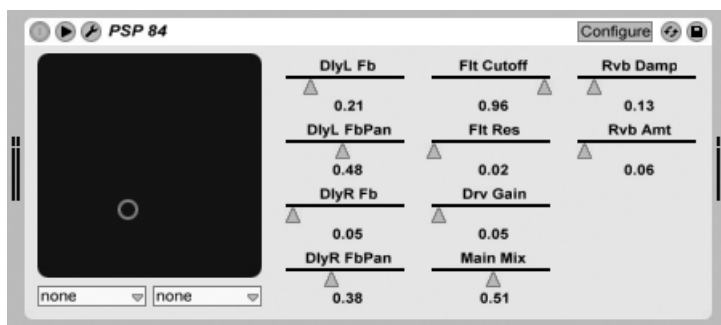 PSP 84 Configure
DlyL Fb Flt Cutoff Rvb Damp
0.21 0.96 0.13
DlyL FbPan Flt Res Rvb Amt
0.48 0.02 0.06
DlyR Fb Drv Gain
0.05 0.05
DlyR FbPan Main Mix
0.38 0.51
none none